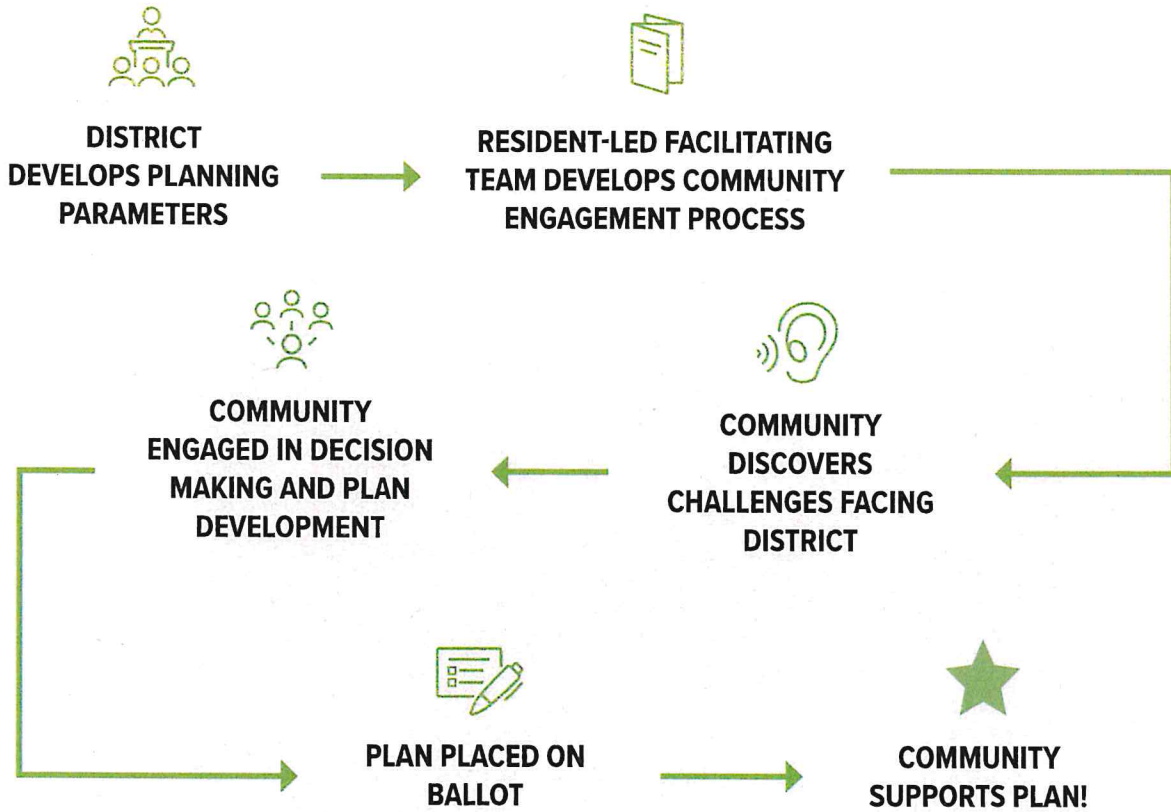 DISTRICT
DEVELOPS PLANNING
PARAMETERS
RESIDENT-LED FACILITATING
TEAM DEVELOPS COMMUNITY
ENGAGEMENT PROCESS
COMMUNITY
DISCOVERS
CHALLENGES FACING
DISTRICT
COMMUNITY
ENGAGED IN DECISION
MAKING AND PLAN
DEVELOPMENT
PLAN PLACED ON
BALLOT
COMMUNITY
SUPPORTS PLAN!